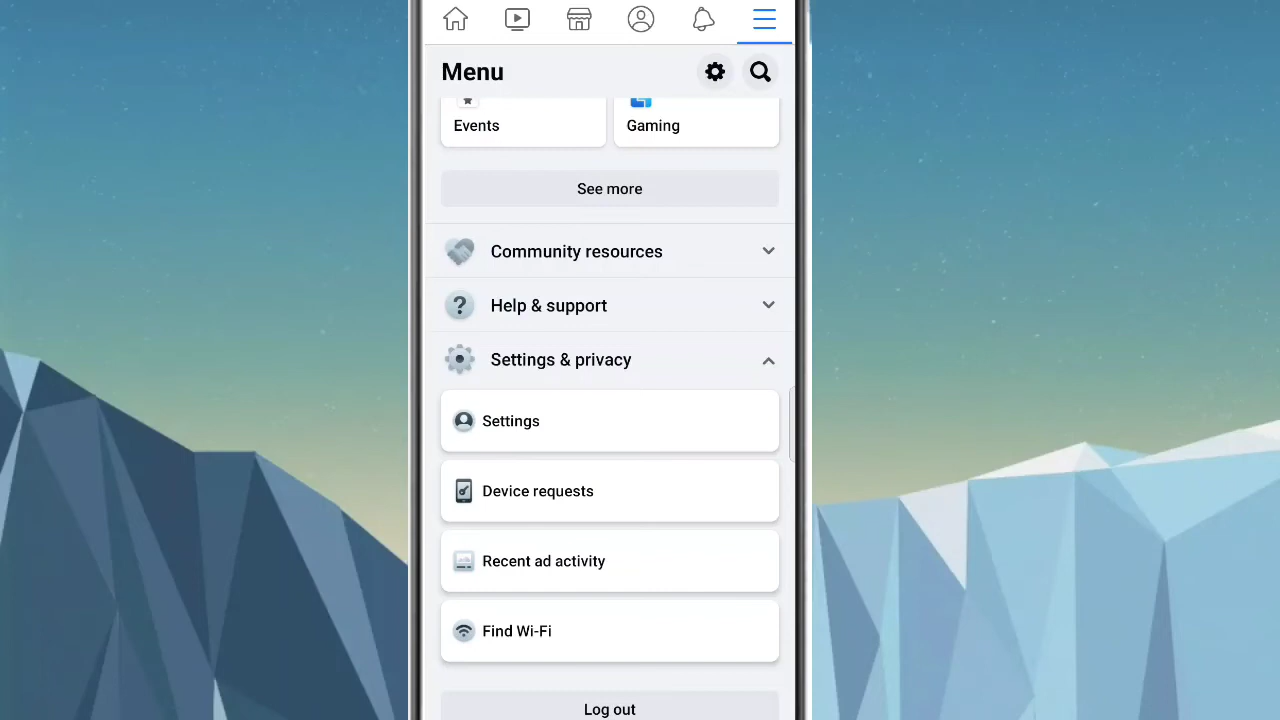 Menu
Events
Gaming
See more
Community resources
Help & support
Settings & privacy
Settings
Device requests
Recent ad activity
Find Wi-Fi
Log out